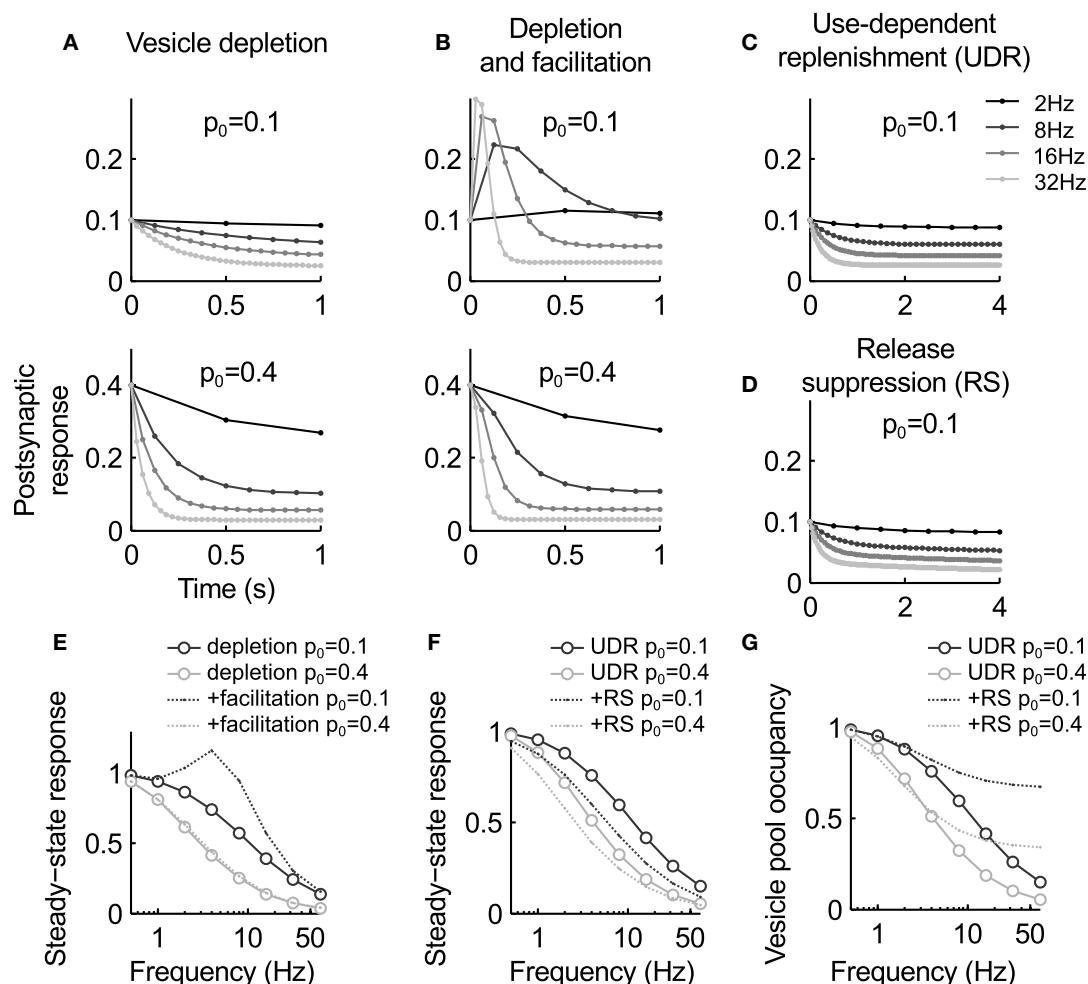 A
Vesicle depletion
p0=0.1
0.2
0.1
0
0
0.5
1
p0=0.4
0.4
0.2
0
0
0.5
1
Postsynaptic
response
Time (s)
B
Depletion
and facilitation
p0=0.1
0.2
0.1
0
0
0.5
1
p0=0.4
0.4
0.2
0
0
0.5
1
C
Use-dependent
replenishment (UDR)
p0=0.1
2Hz
8Hz
16Hz
32Hz
0.2
0.1
0
0
2
4
D
Release
suppression (RS)
p0=0.1
0.2
0.1
0
0
2
4
E
depletion p0=0.1
depletion p0=0.4
+facilitation p0=0.1
+facilitation p0=0.4
Steady−state response
1
0.5
0
1
10
50
Frequency (Hz)
F
UDR p0=0.1
UDR p0=0.4
+RS p0=0.1
+RS p0=0.4
Steady−state response
1
0.5
0
1
10
50
Frequency (Hz)
G
UDR p0=0.1
UDR p0=0.4
+RS p0=0.1
+RS p0=0.4
Vesicle pool oocupancy
1
0.5
0
1
10
50
Frequency (Hz)